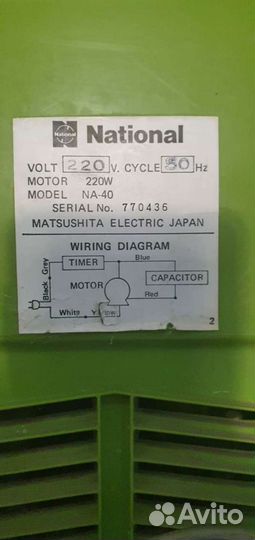 National
National
VOLT 220 V. CYCLE 50 Hz
MOTOR 220W
MODEL NA-40
SERIAL No. 770436
MATSUSHITA ELECTRIC JAPAN
WIRING DIAGRAM
TIMER
Blue
CAPACITOR
MOTOR
Grey
Black
Red
White
2
Avito